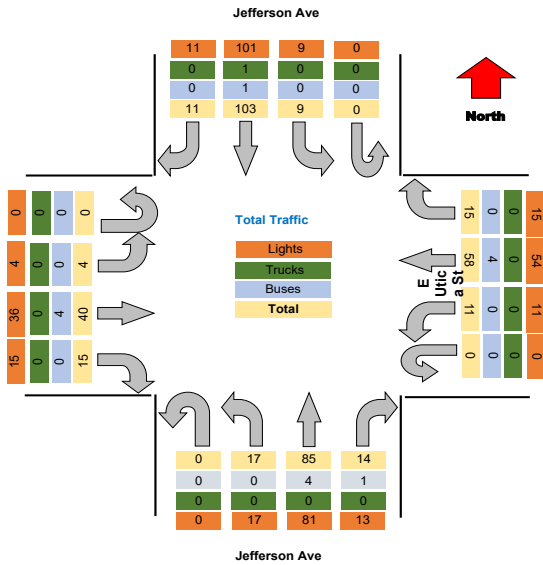 Jefferson Ave
11 101 9 0
0 1 0 0
0 1 0 0
11 103 9 0
North
0 0 0 0
4 0 0 4
36 0 4 40
15 0 0 15
Total Traffic
Lights
Trucks
Buses
Total
15 0 0 15
58 4 0 54
11 0 0 11
0 0 0 0
E
Utic
a St
0 17 85 14
0 0 4 1
0 0 0 0
0 17 81 13
Jefferson Ave